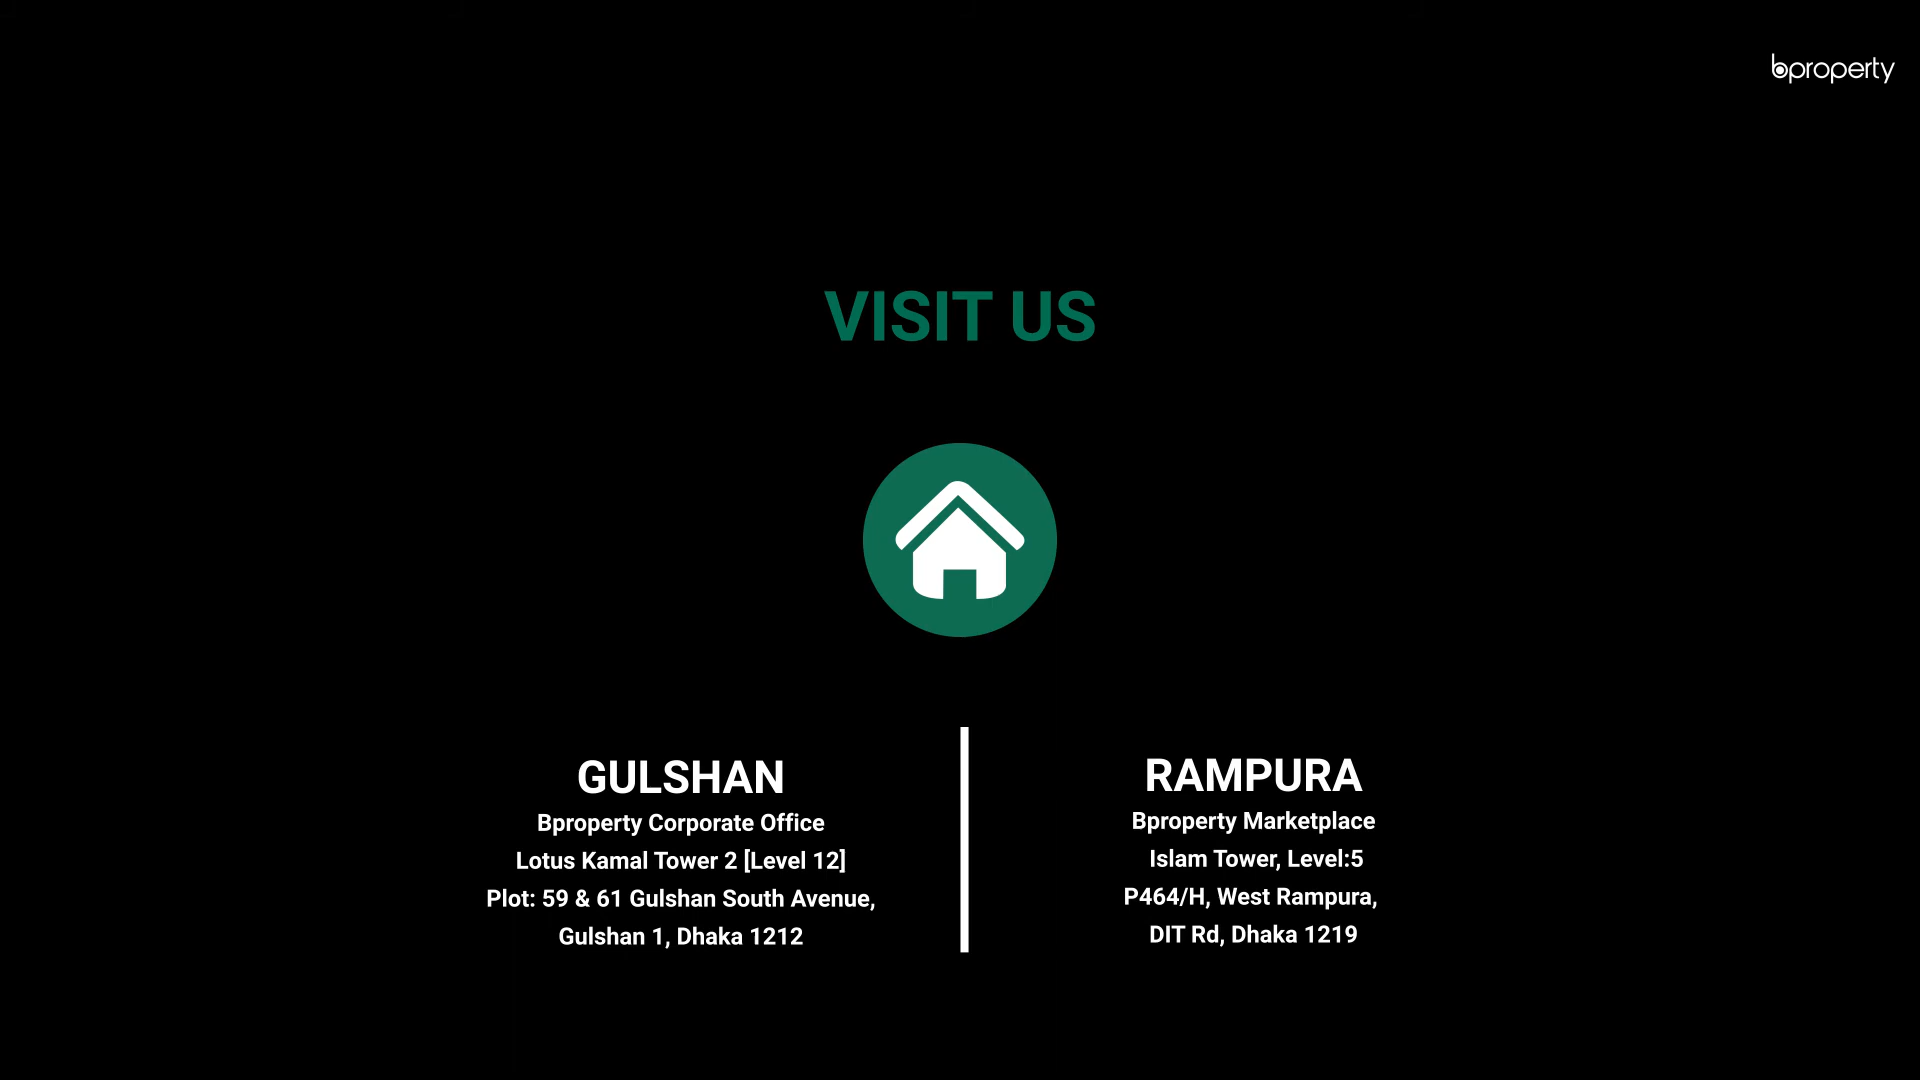 bproperty
VISIT US
GULSHAN
Bproperty Corporate Office
Lotus Kamal Tower 2 [Level 12]
Plot: 59 & 61 Gulshan South Avenue,
Gulshan 1, Dhaka 1212
RAMPURA
Bproperty Marketplace
Islam Tower, Level:5
P464/H, West Rampura,
DIT Rd, Dhaka 1219